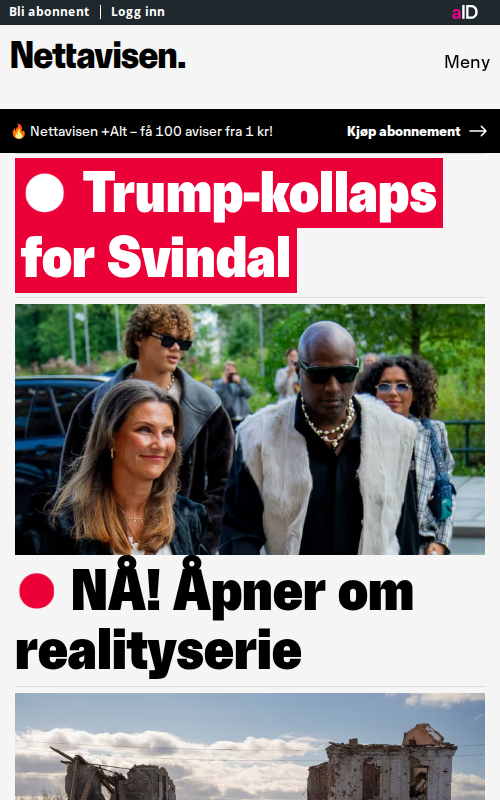 Bli abonnent | Logg inn
aID
Nettavisen.
Meny
🔥 Nettavisen +Alt – få 100 aviser fra 1 kr!
Kjøp abonnement →
Trump-kollaps
for Svindal
NÅ! Åpner om
realityserie